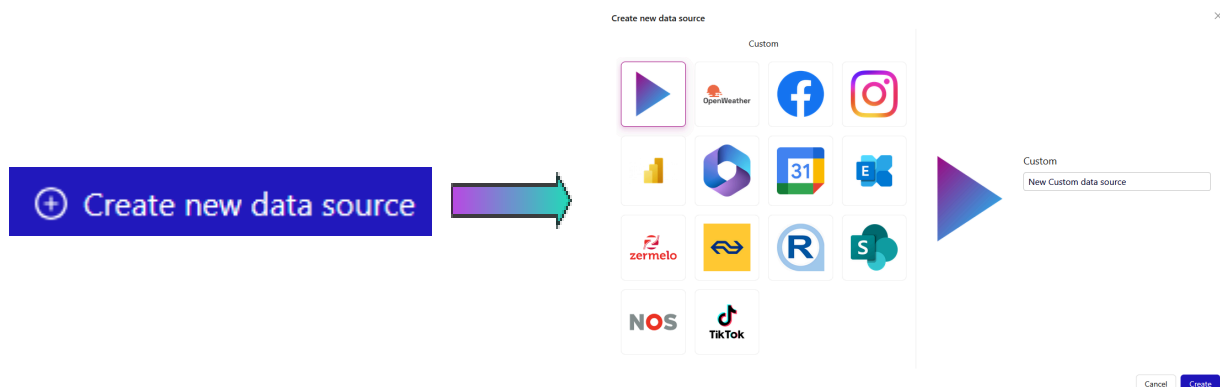 Create new data source
Create new data source
Custom
OpenWeather
31
E
zermelo
R
S
NOS
TikTok
Custom
New Custom data source
Cancel
Create